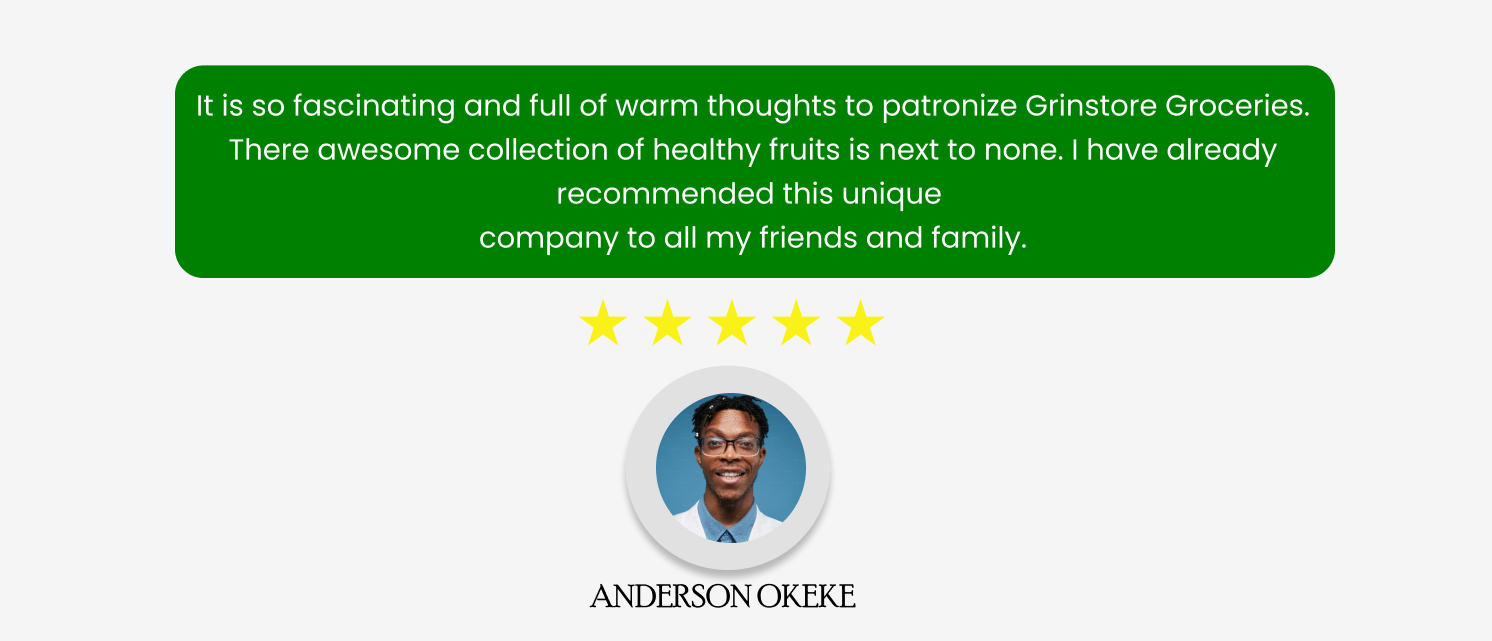 It is so fascinating and full of warm thoughts to patronize Grinstore Groceries.
There awesome collection of healthy fruits is next to none. I have already
recommended this unique
company to all my friends and family.
ANDERSON OKEKE